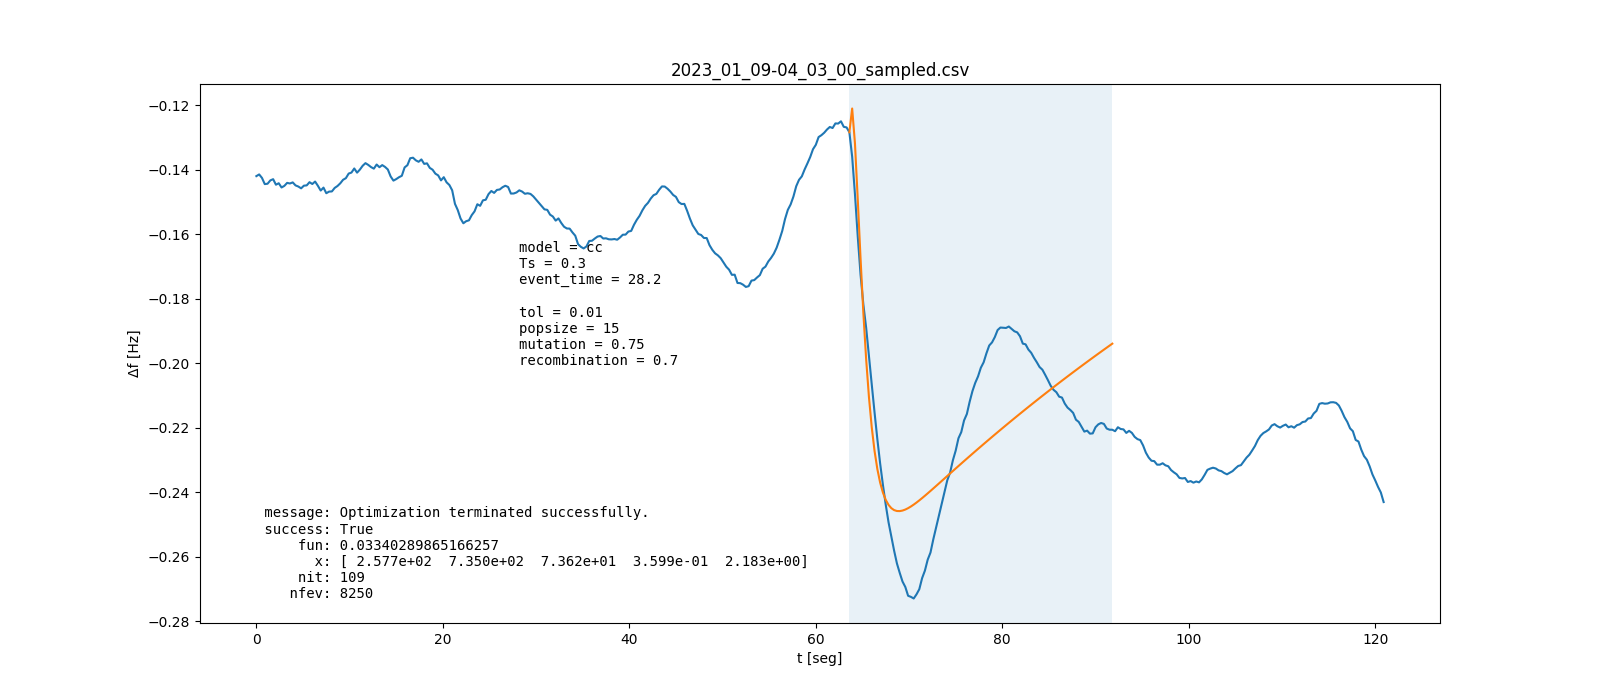 2023_01_09-04_03_00_sampled.csv
Δf [Hz]
−0.12
−0.14
−0.16
−0.18
−0.20
−0.22
−0.24
−0.26
−0.28
model = cc
Ts = 0.3
event_time = 28.2
tol = 0.01
popsize = 15
mutation = 0.75
recombination = 0.7
message: Optimization terminated successfully.
success: True
fun: 0.03340289865166257
x: [ 2.577e+02  7.350e+02  7.362e+01  3.599e-01  2.183e+00]
nit: 109
nfev: 8250
0 20 40 60 80 100 120
t [seg]